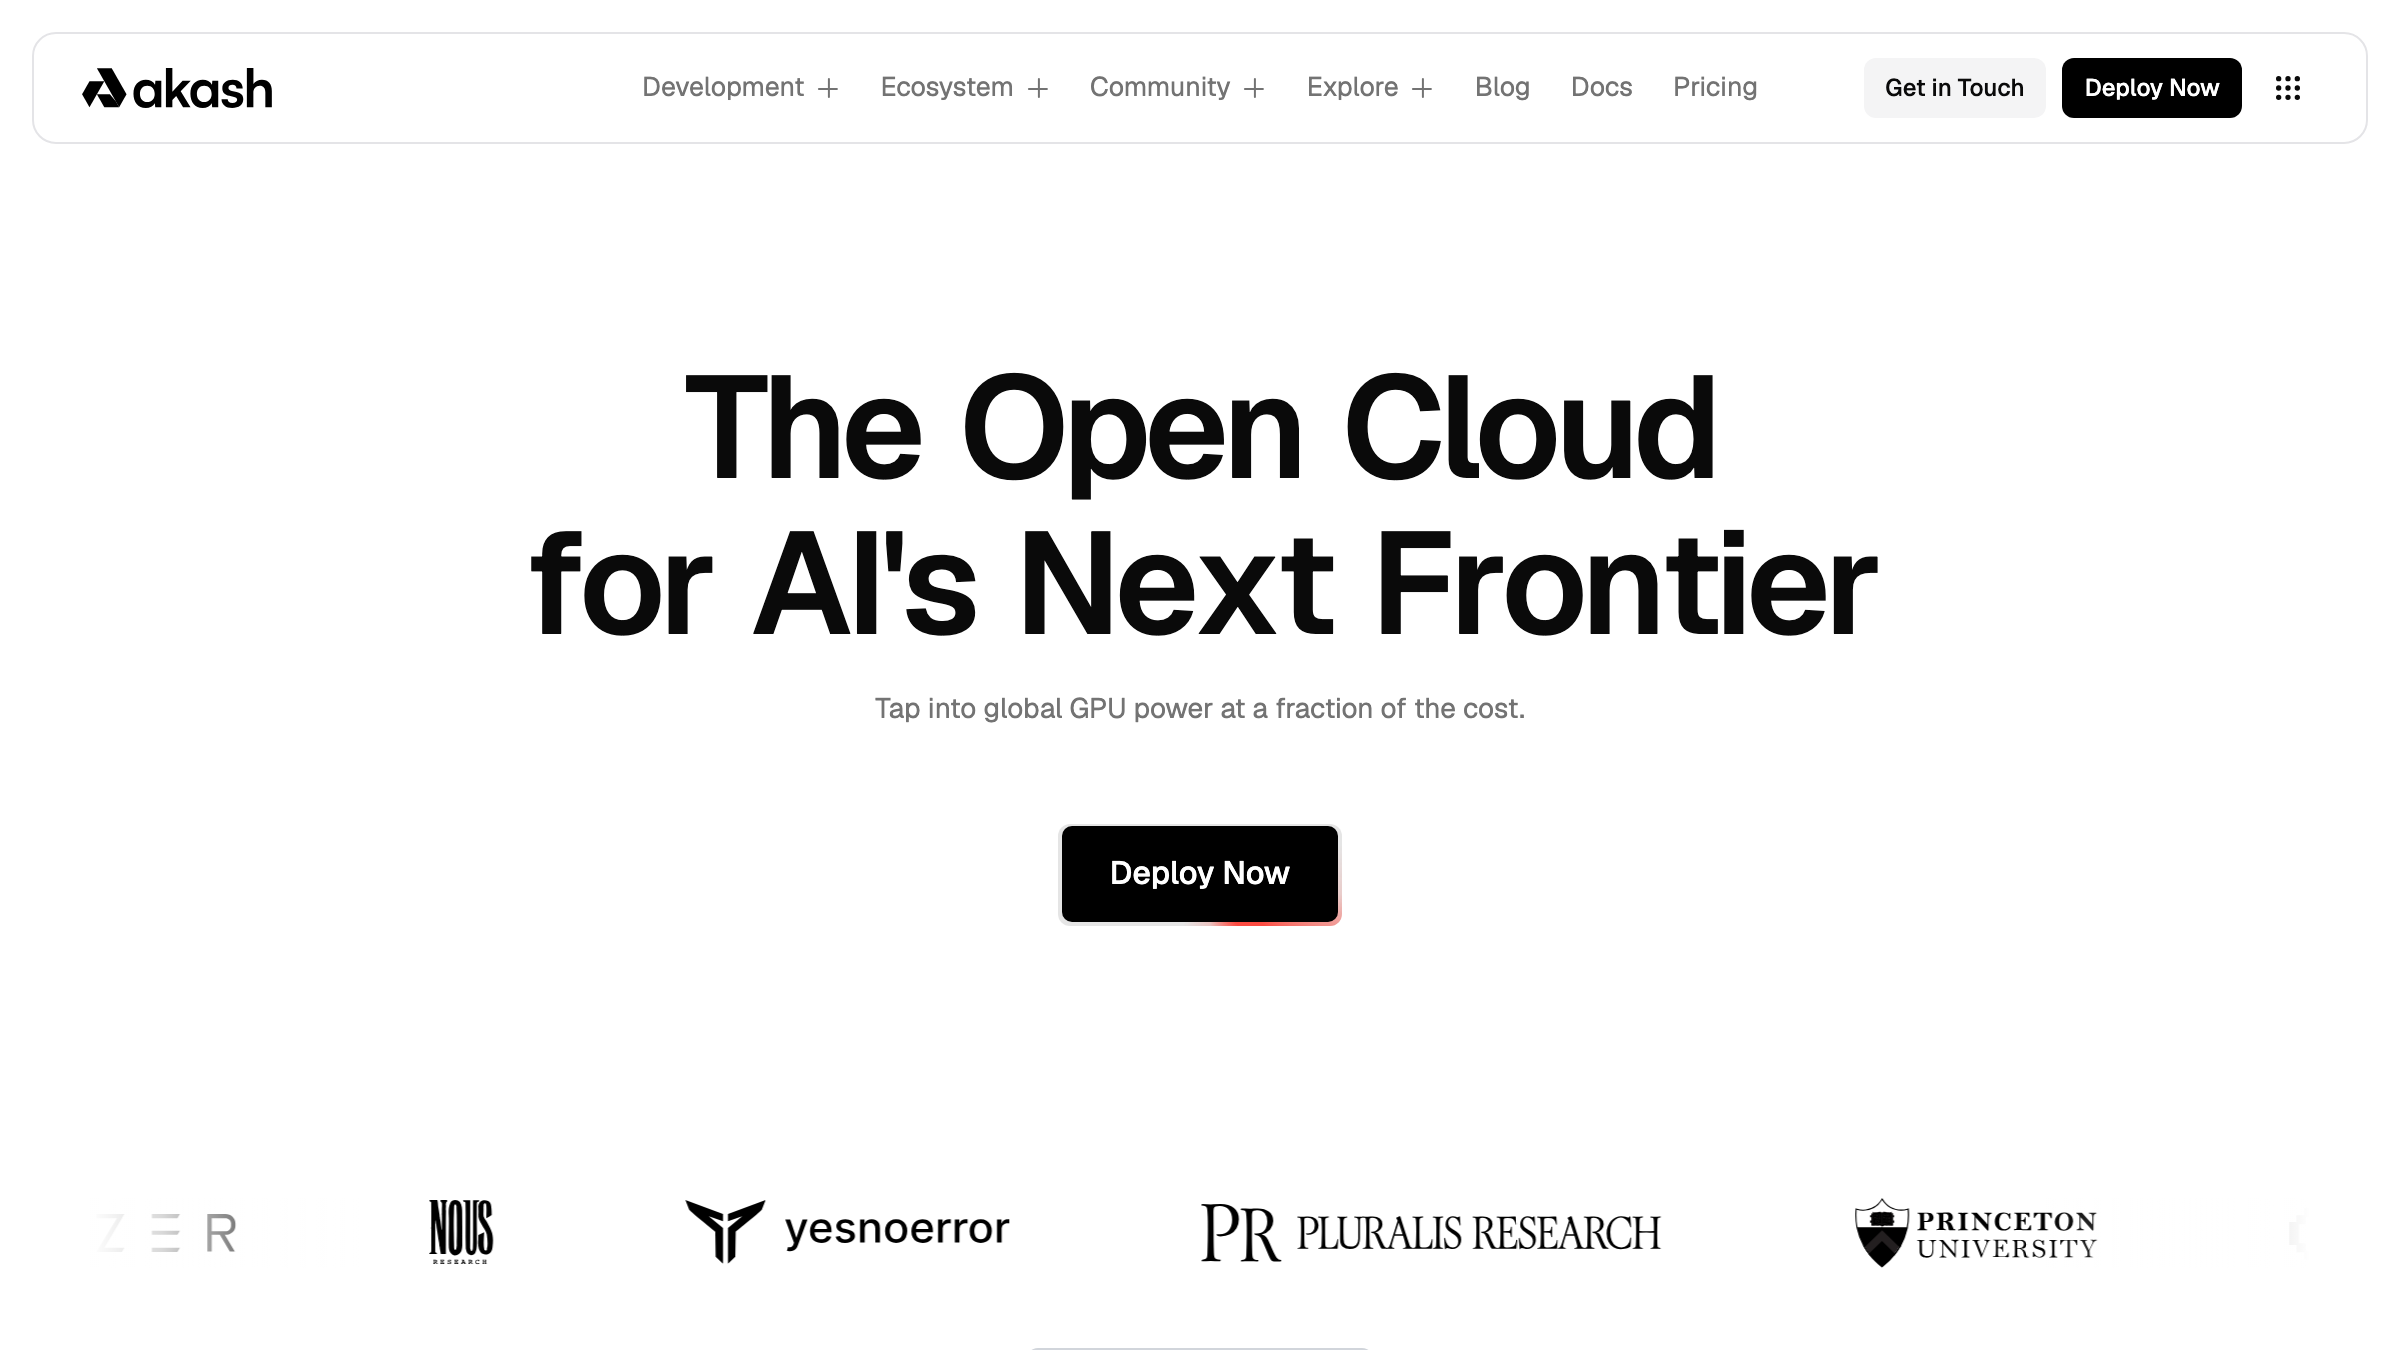 akash
Development
Ecosystem
Community
Explore
Blog
Docs
Pricing
Get in Touch
Deploy Now
The Open Cloud
for AI's Next Frontier
Tap into global GPU power at a fraction of the cost.
Deploy Now
Z E R
NOUS
RESEARCH
yesnoerror
PR PLURALIS RESEARCH
PRINCETON
UNIVERSITY